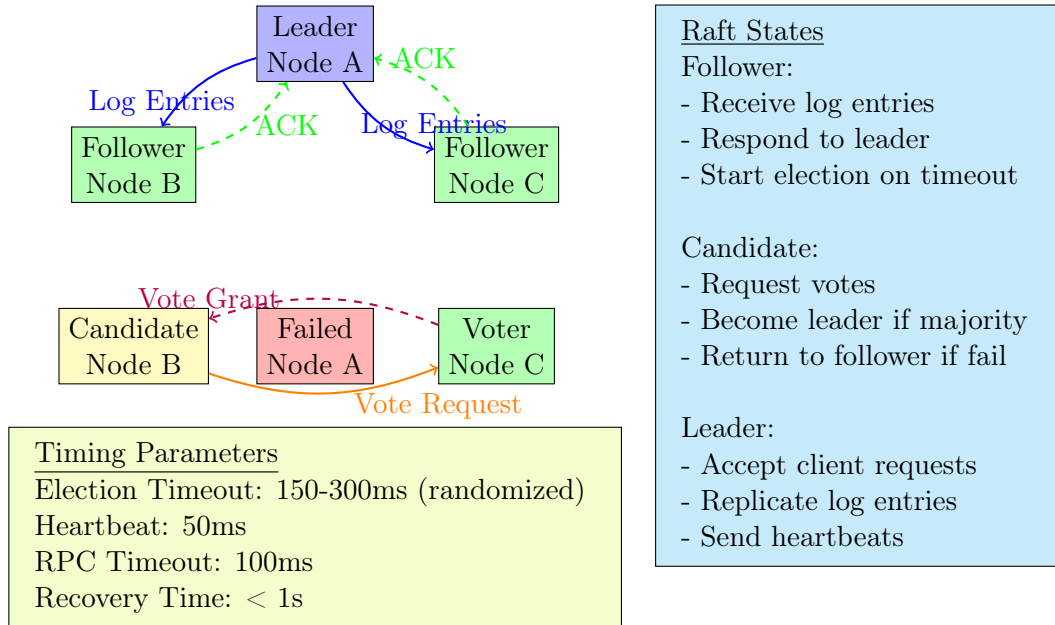 Leader
Node A
Log Entries
ACK
ACK
Log Entries
Follower
Node B
Follower
Node C
Vote Grant
Candidate
Node B
Failed
Node A
Voter
Node C
Vote Request
Timing Parameters
Election Timeout: 150-300ms (randomized)
Heartbeat: 50ms
RPC Timeout: 100ms
Recovery Time: < 1s
Raft States
Follower:
- Receive log entries
- Respond to leader
- Start election on timeout
Candidate:
- Request votes
- Become leader if majority
- Return to follower if fail
Leader:
- Accept client requests
- Replicate log entries
- Send heartbeats